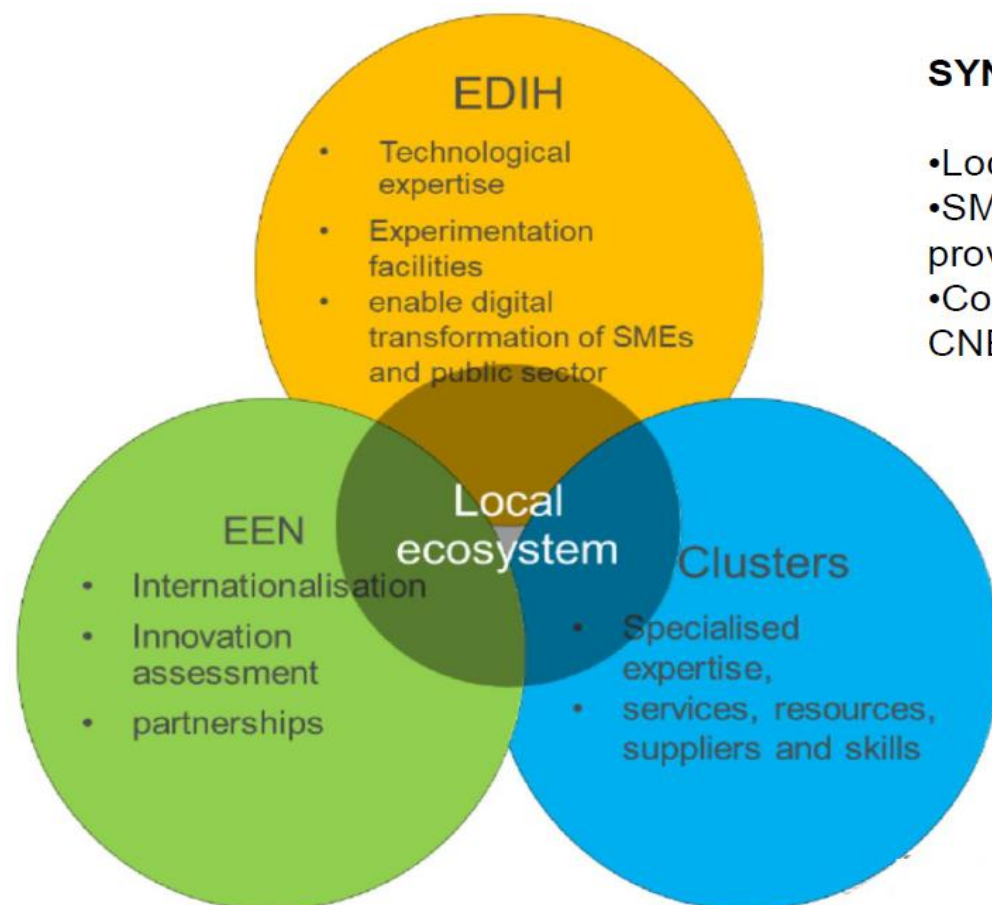 EDIH
• Technological
expertise
• Experimentation
facilities
• enable digital
transformation of SMEs
and public sector
Local
ecosystem
EEN
• Internationalisation
• Innovation
assessment
• partnerships
Clusters
• Specialised
expertise,
• services, resources,
suppliers and skills